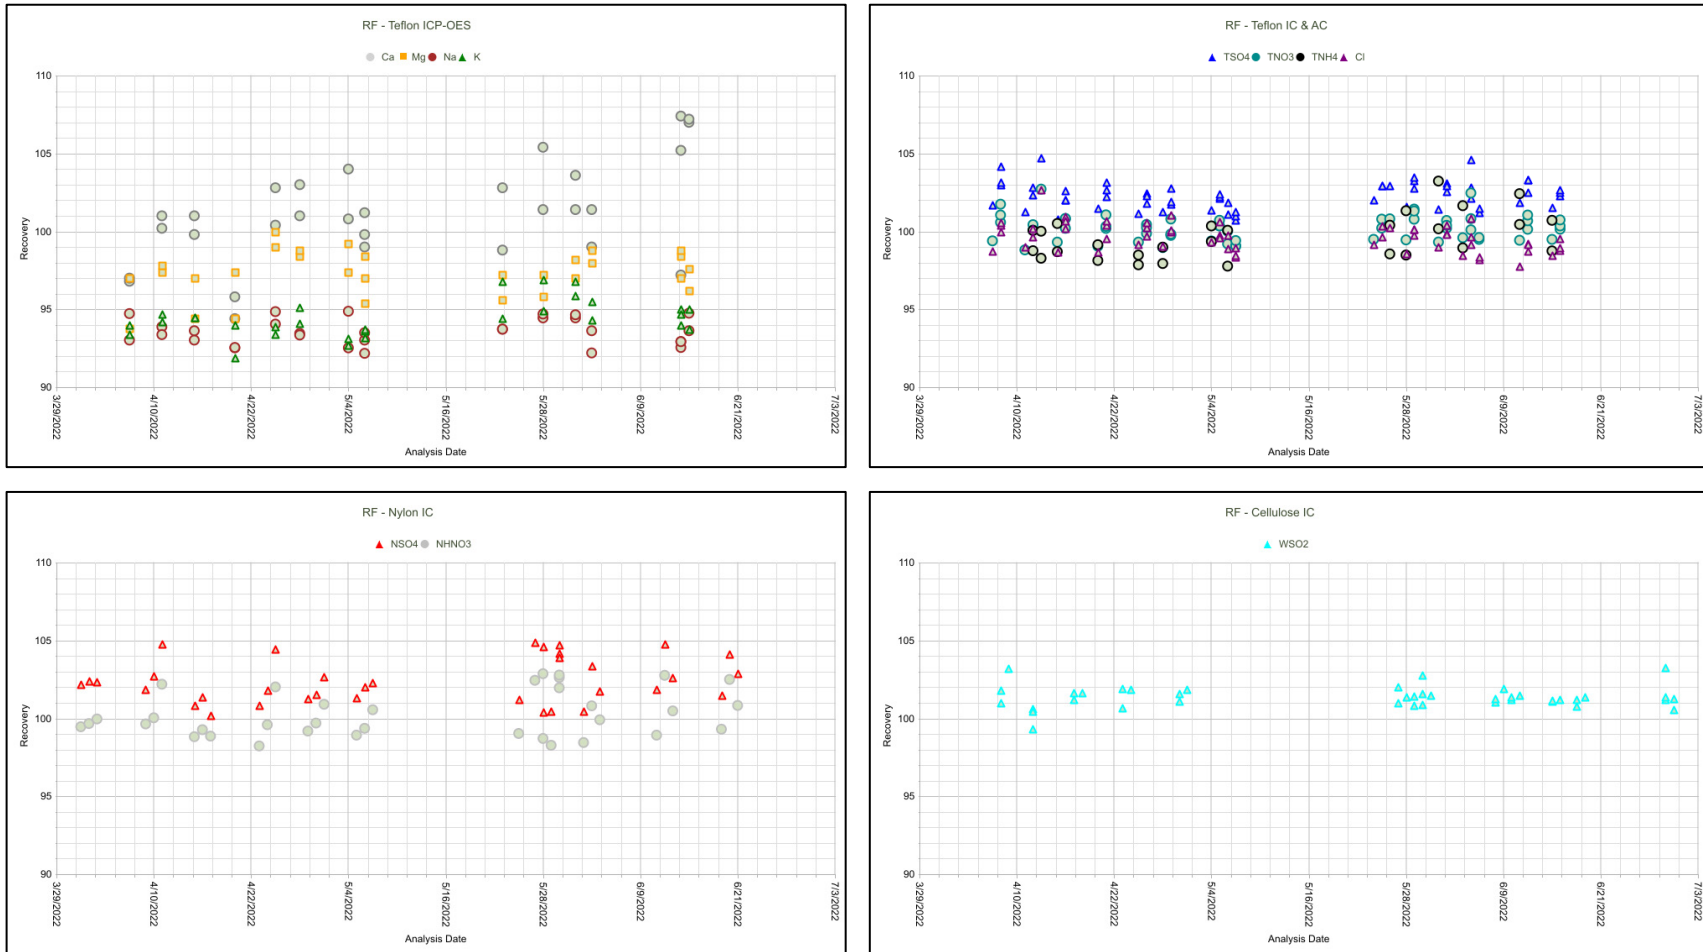 RF - Teflon ICP-OES
Ca Mg Na K
110
105
100
95
90
Recovery
3/29/2022 4/10/2022 4/22/2022 5/4/2022 5/16/2022 5/28/2022 6/9/2022 6/21/2022 7/3/2022
Analysis Date
RF - Teflon IC & AC
TSO4 TNO3 TNH4 Cl
110
105
100
95
90
Recovery
3/29/2022 4/10/2022 4/22/2022 5/4/2022 5/16/2022 5/28/2022 6/9/2022 6/21/2022 7/3/2022
Analysis Date
RF - Nylon IC
NSO4 NHNO3
110
105
100
95
90
Recovery
3/29/2022 4/10/2022 4/22/2022 5/4/2022 5/16/2022 5/28/2022 6/9/2022 6/21/2022 7/3/2022
Analysis Date
RF - Cellulose IC
WSO2
110
105
100
95
90
Recovery
3/29/2022 4/10/2022 4/22/2022 5/4/2022 5/16/2022 5/28/2022 6/9/2022 6/21/2022 7/3/2022
Analysis Date